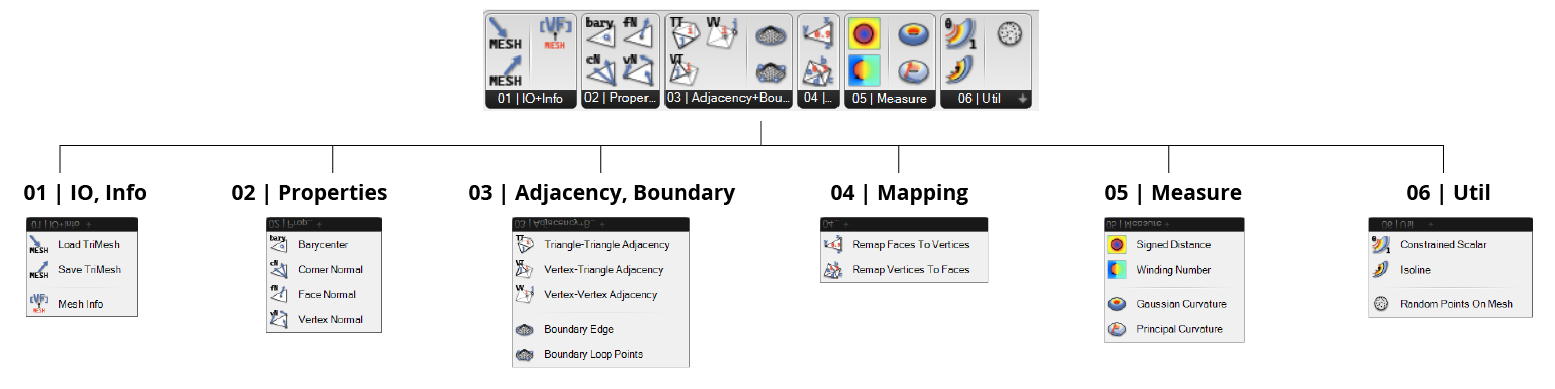 bary fN TT VV
MESH MESH
cN vN VT
MESH
01 | IO+Info 02 | Proper... 03 | Adjacency+Bou... 04 |... 05 | Measure 06 | Util
01 | IO, Info
02 | Properties
03 | Adjacency, Boundary
04 | Mapping
05 | Measure
06 | Util
01 | IO+Info +
Load TriMesh
Save TriMesh
Mesh Info
02 | Prop... +
Barycenter
Corner Normal
Face Normal
Vertex Normal
03 | Adjacency+B... +
Triangle-Triangle Adjacency
Vertex-Triangle Adjacency
Vertex-Vertex Adjacency
Boundary Edge
Boundary Loop Points
04... +
Remap Faces To Vertices
Remap Vertices To Faces
05 | Measure +
Signed Distance
Winding Number
Gaussian Curvature
Principal Curvature
06 | Util +
Constrained Scalar
Isoline
Random Points On Mesh